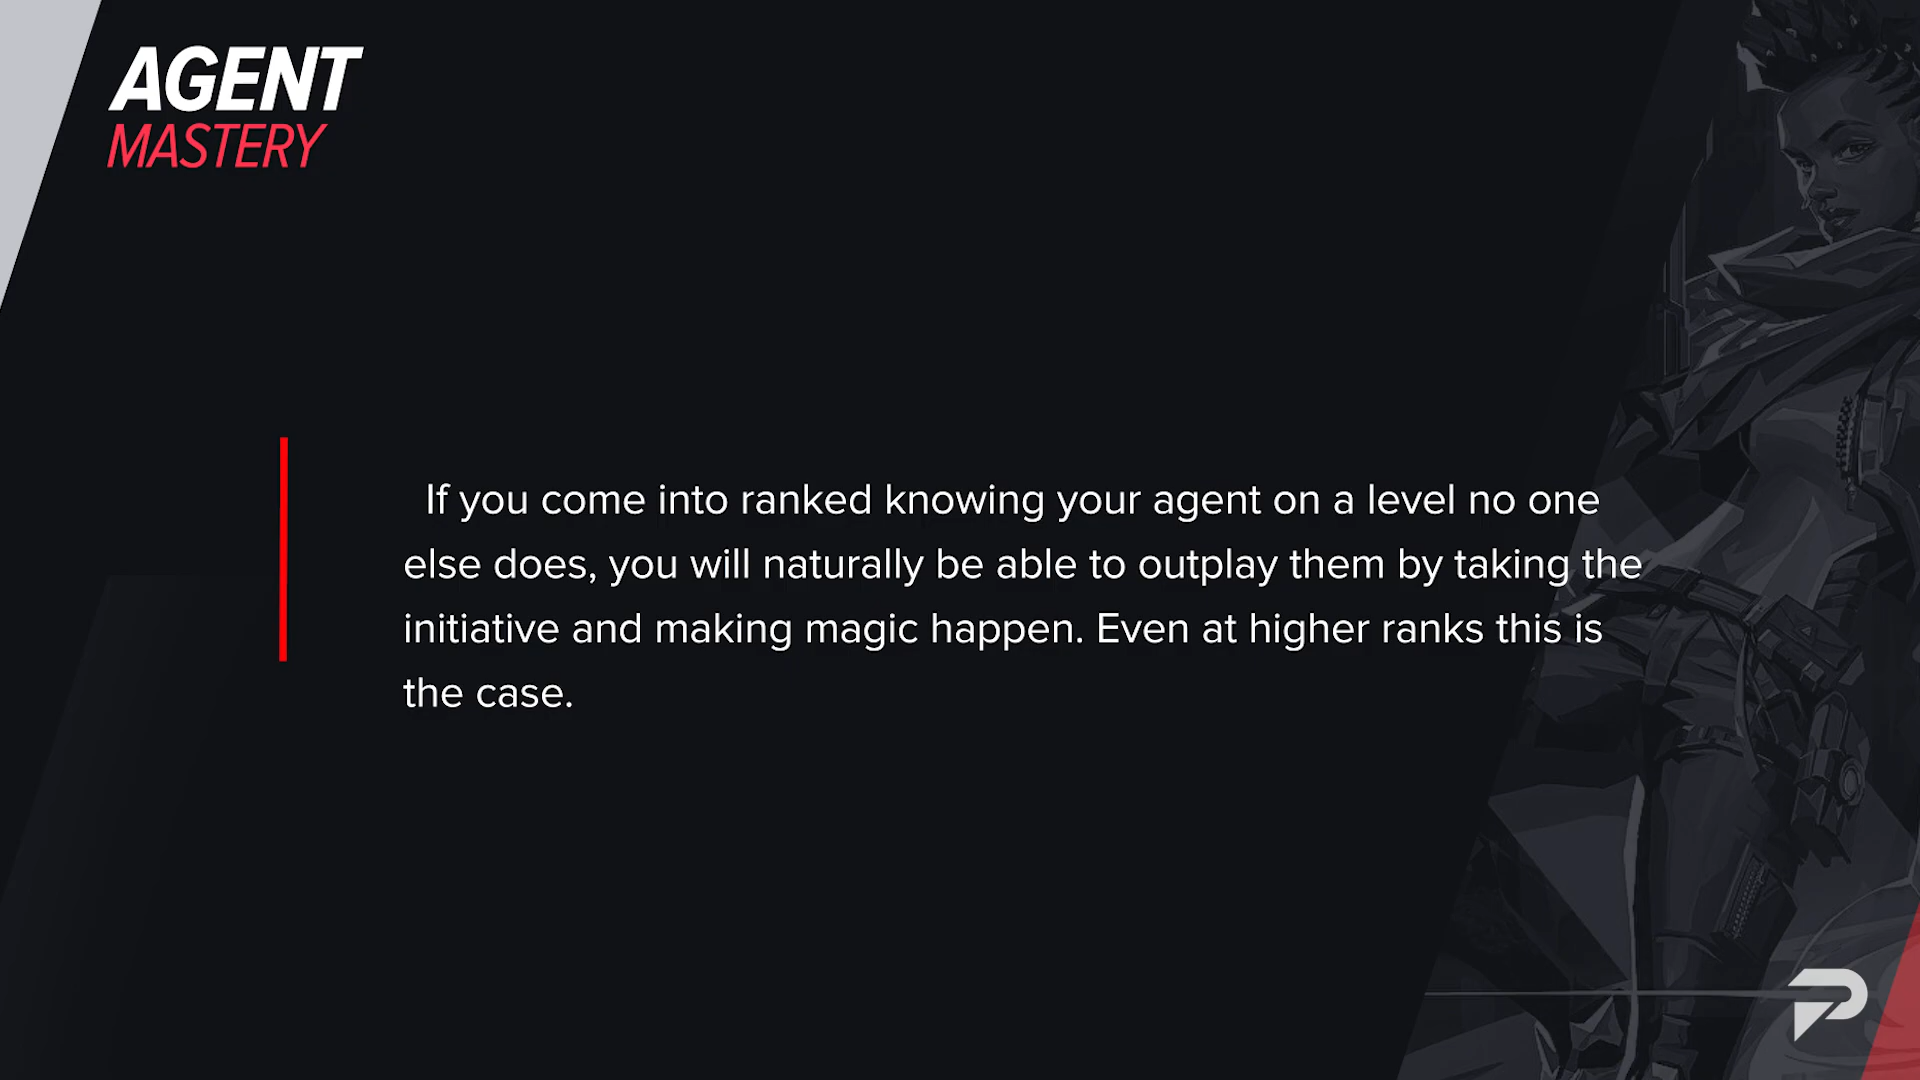 AGENT
MASTERY
If you come into ranked knowing your agent on a level no one
else does, you will naturally be able to outplay them by taking the
initiative and making magic happen. Even at higher ranks this is
the case.